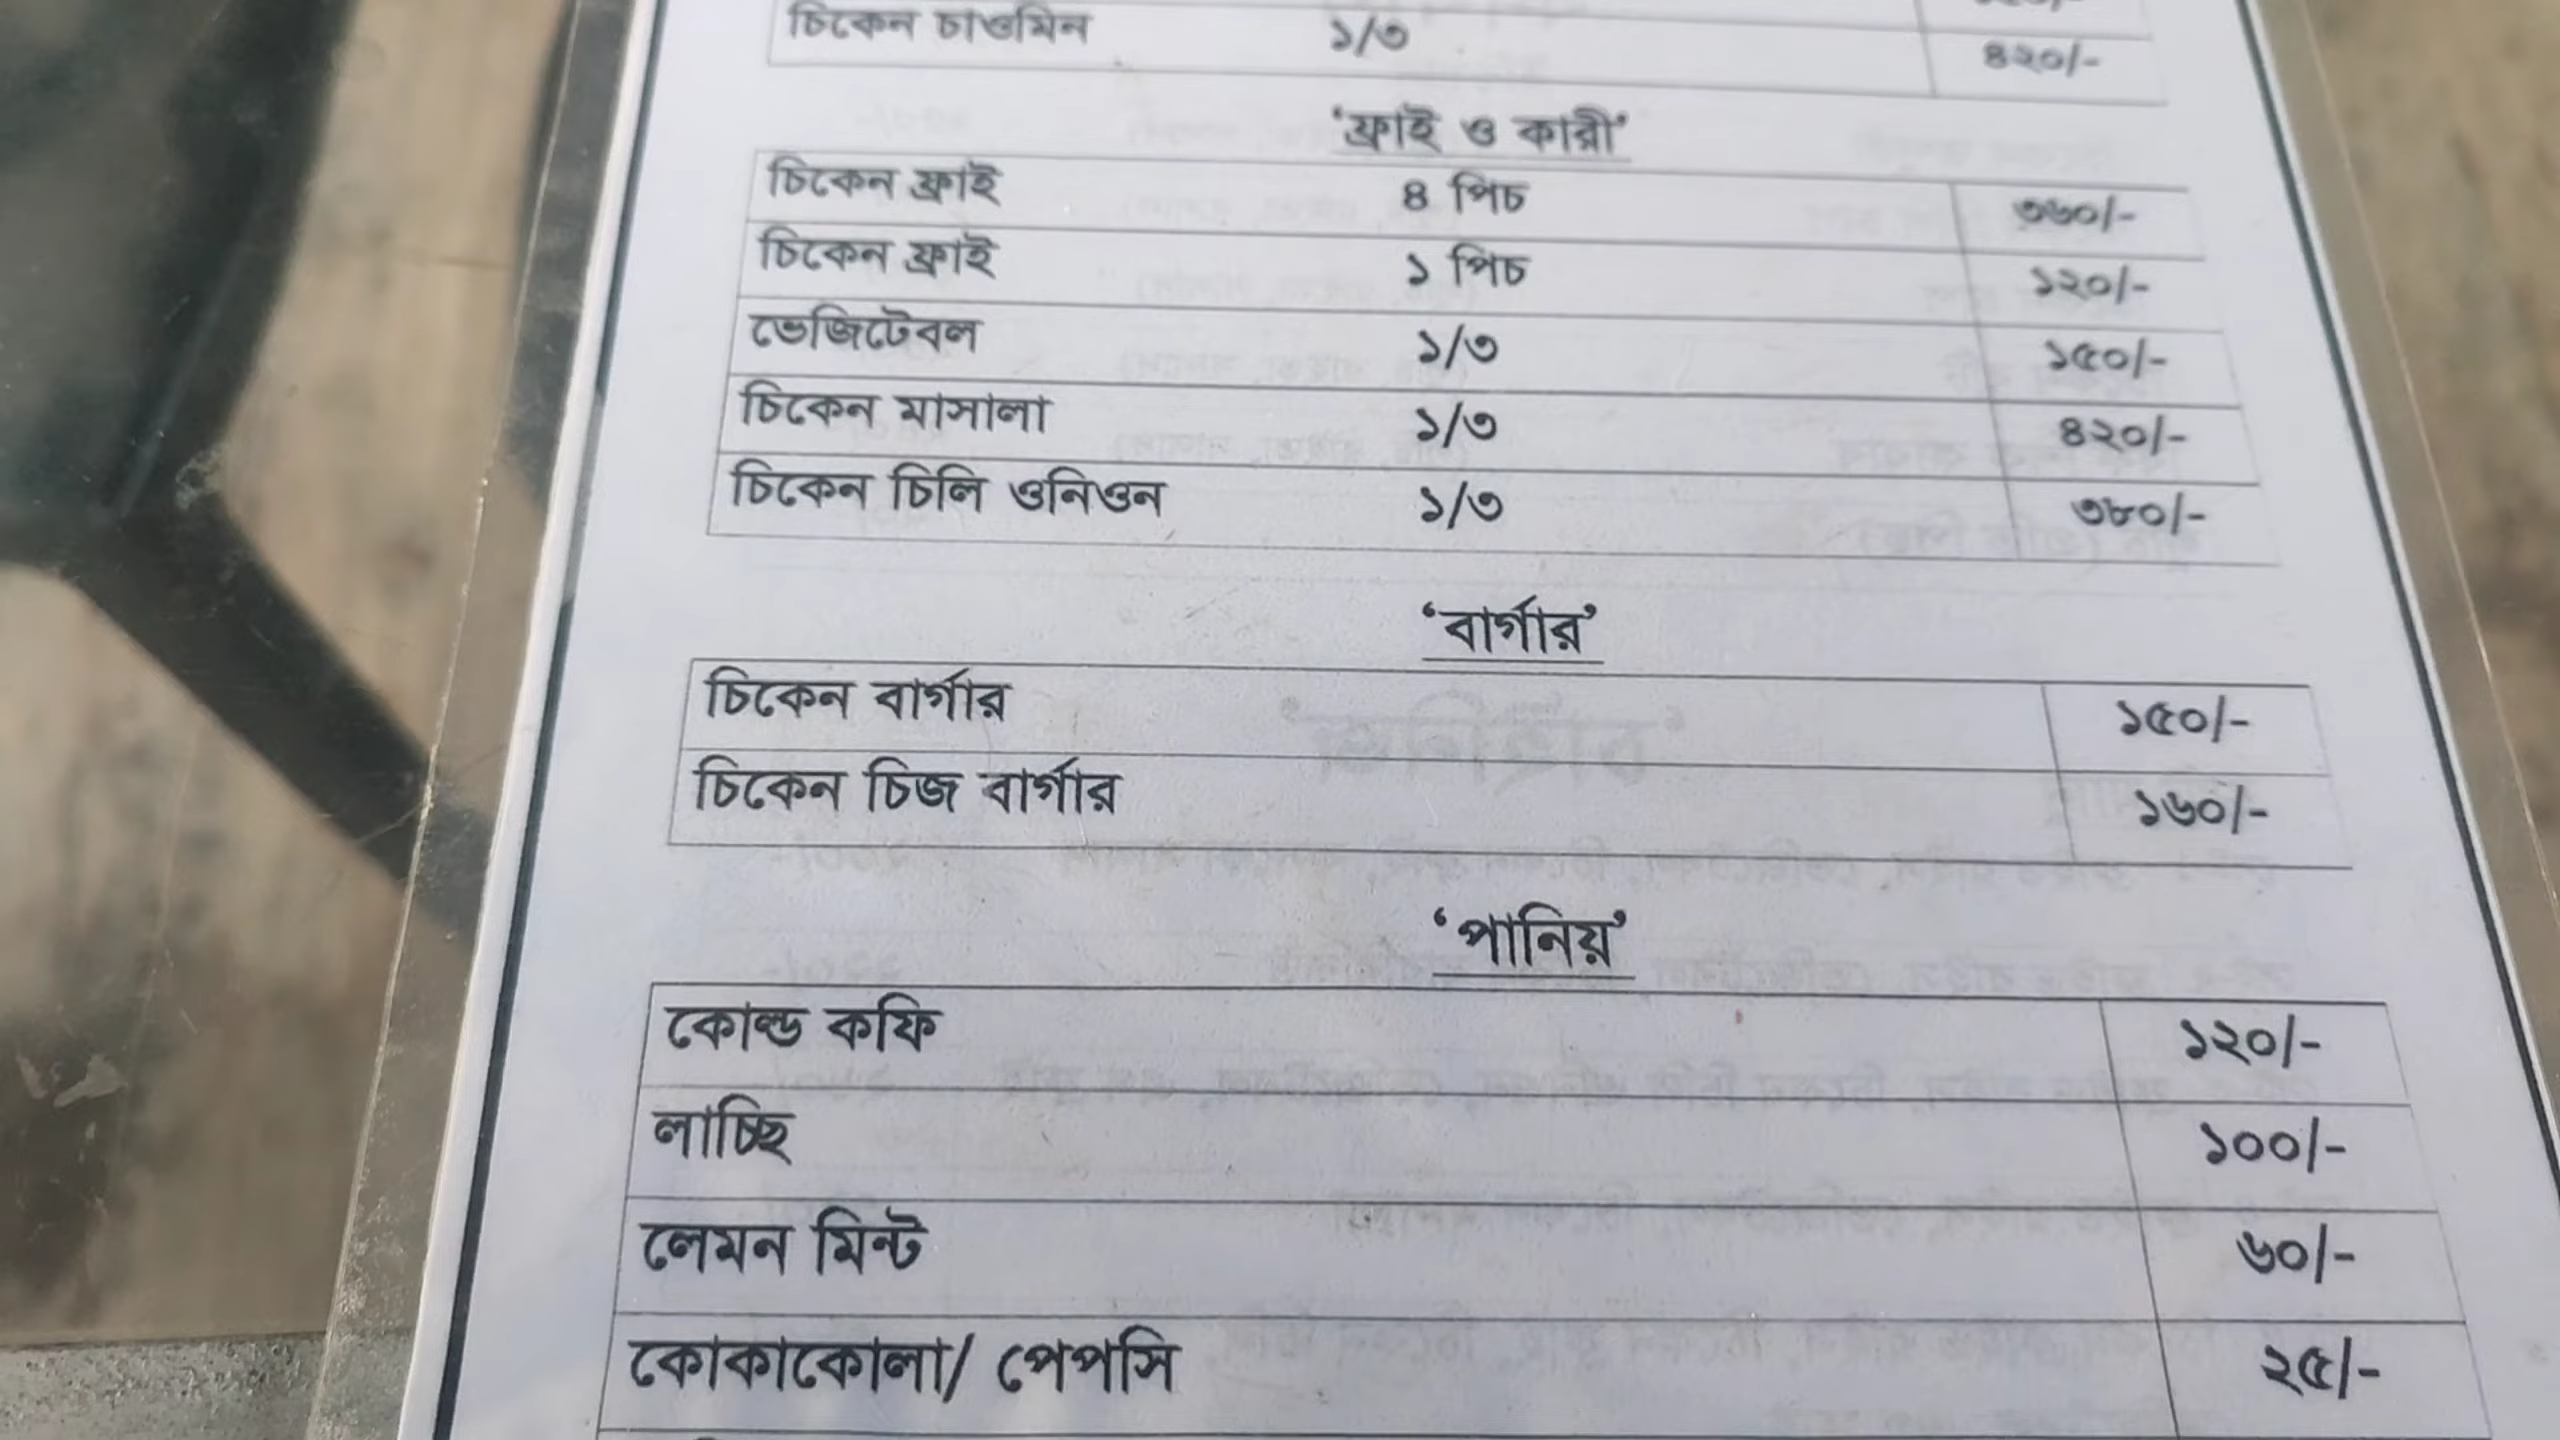 চিকেন চাওমিন ১/৩ ৪২০/-
‘ফ্রাই ও কারী’
চিকেন ফ্রাই ৪ পিচ ৩৬০/-
চিকেন ফ্রাই ১ পিচ ১২০/-
ভেজিটেবল ১/৩ ১৫০/-
চিকেন মাসালা ১/৩ ৪২০/-
চিকেন চিলি ওনিওন ১/৩ ৩৮০/-
‘বার্গার’
চিকেন বার্গার ১৫০/-
চিকেন চিজ বার্গার ১৬০/-
‘পানিয়’
কোল্ড কফি ১২০/-
লাচ্ছি ১০০/-
লেমন মিন্ট ৬০/-
কোকাকোলা/ পেপসি ২৫/-